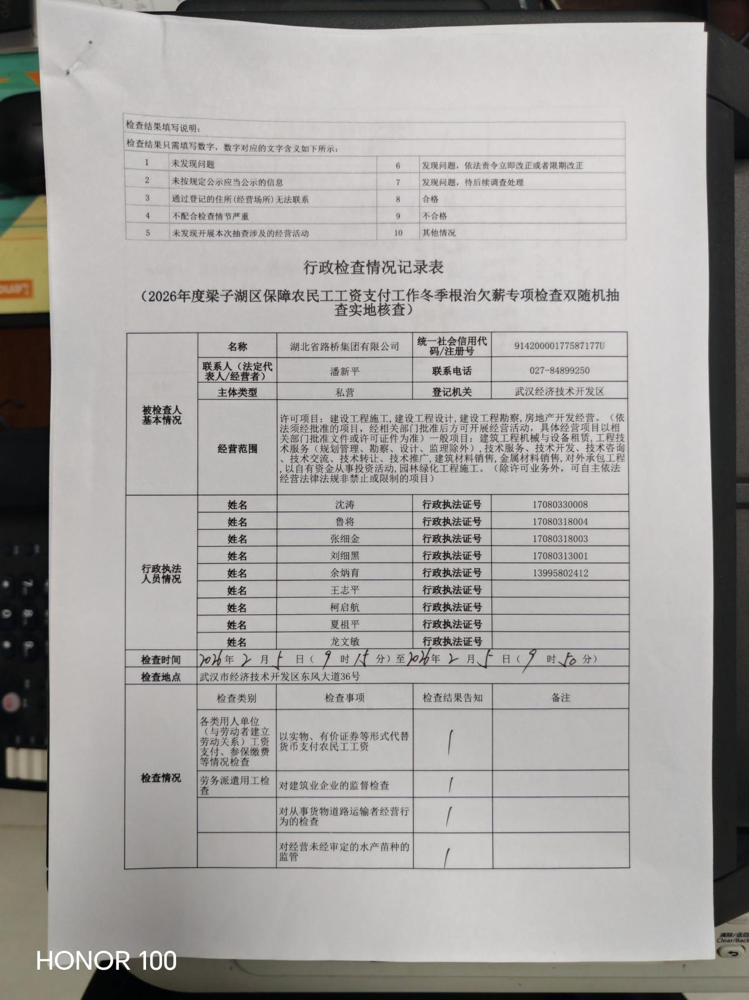 检查结果填写说明：
检查结果只需填写数字，数字对应的文字含义如下所示：
1 未发现问题 6 发现问题，依法责令立即改正或者限期改正
2 未按规定公示应当公示的信息 7 发现问题，待后续调查处理
3 通过登记的住所(经营场所)无法联系 8 合格
4 不配合检查情节严重 9 不合格
5 未发现开展本次抽查涉及的经营活动 10 其他情况
行政检查情况记录表
（2026年度梁子湖区保障农民工工资支付工作冬季根治欠薪专项检查双随机抽
查实地核查）
被检查人
基本情况
名称 湖北省路桥集团有限公司 统一社会信用代
码/注册号 91420000177587177U
联系人（法定代
表人/经营者） 潘新平 联系电话 027-84899250
主体类型 私营 登记机关 武汉经济技术开发区
经营范围
许可项目：建设工程施工,建设工程设计,建设工程勘察,房地产开发经营。（依
法须经批准的项目，经相关部门批准后方可开展经营活动，具体经营项目以相
关部门批准文件或许可证件为准）一般项目：建筑工程机械与设备租赁,工程技
术服务（规划管理、勘察、设计、监理除外）,技术服务、技术开发、技术咨询
、技术交流、技术转让、技术推广,建筑材料销售,金属材料销售,对外承包工程
,以自有资金从事投资活动,园林绿化工程施工。（除许可业务外，可自主依法
经营法律法规非禁止或限制的项目）
行政执法
人员情况
姓名 沈涛 行政执法证号 17080330008
姓名 鲁将 行政执法证号 17080318004
姓名 张细金 行政执法证号 17080318003
姓名 刘细黑 行政执法证号 17080313001
姓名 余炳育 行政执法证号 13995802412
姓名 王志平 行政执法证号
姓名 柯启航 行政执法证号
姓名 夏祖平 行政执法证号
姓名 龙文敏 行政执法证号
检查时间 2026年 2 月 5 日（ 9 时 15 分）至2026年 2 月 5 日（ 9 时 50 分）
检查地点 武汉市经济技术开发区东风大道36号
检查情况
检查类别 检查事项 检查结果告知 备注
各类用人单位
（与劳动者建立
劳动关系）工资
支付、参保缴费
等情况检查
以实物、有价证券等形式代替
货币支付农民工工资
1
劳务派遣用工检
查
对建筑业企业的监督检查 1
对从事货物道路运输者经营行
为的检查
1
对经营未经审定的水产苗种的
监管
1
HONOR 100
清除/返回
Clear/Back